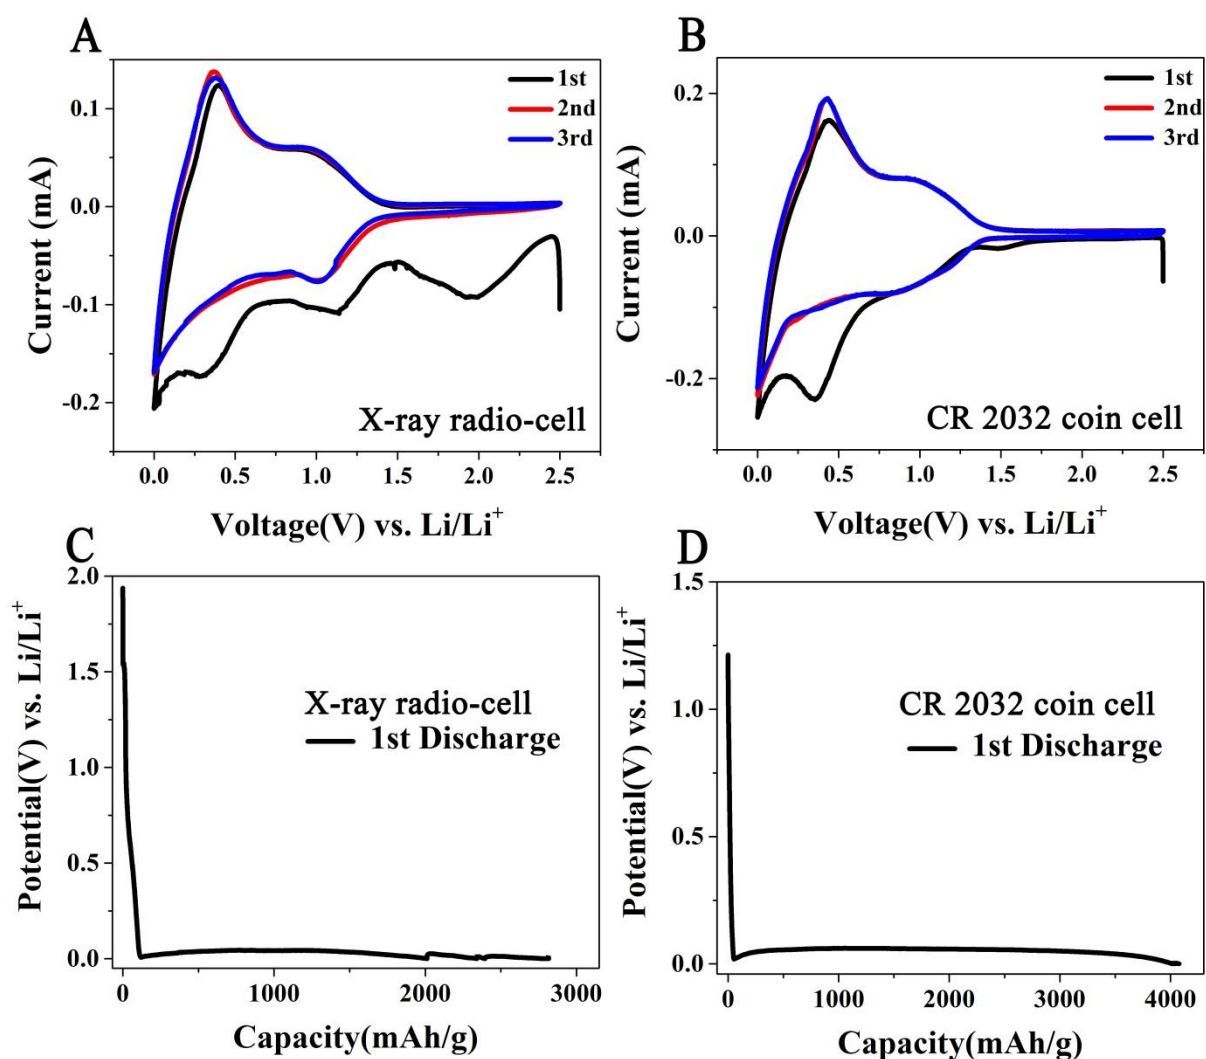 A
0.1
0.0
-0.1
-0.2
Current (mA)
1st
2nd
3rd
X-ray radio-cell
0.0 0.5 1.0 1.5 2.0 2.5
Voltage(V) vs. Li/Li⁺
B
0.2
0.0
-0.2
Current (mA)
1st
2nd
3rd
CR 2032 coin cell
0.0 0.5 1.0 1.5 2.0 2.5
Voltage(V) vs. Li/Li⁺
C
2.0
1.5
1.0
0.5
0.0
Potential(V) vs. Li/Li⁺
X-ray radio-cell
1st Discharge
0 1000 2000 3000
Capacity(mAh/g)
D
1.5
1.0
0.5
0.0
Potential(V) vs. Li/Li⁺
CR 2032 coin cell
1st Discharge
0 1000 2000 3000 4000
Capacity(mAh/g)